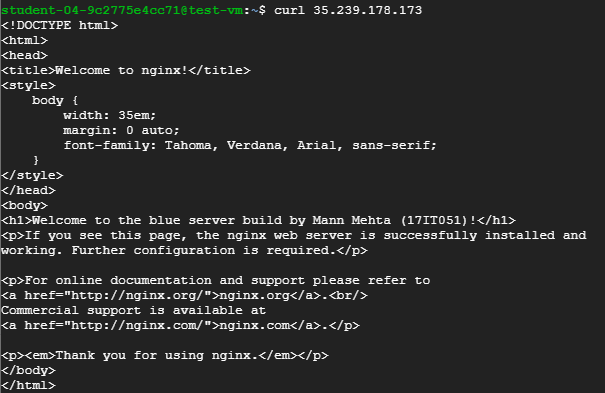 student-04-9c2775e4cc71@test-vm:~$ curl 35.239.178.173
<!DOCTYPE html>
<html>
<head>
<title>Welcome to nginx!</title>
<style>
    body {
        width: 35em;
        margin: 0 auto;
        font-family: Tahoma, Verdana, Arial, sans-serif;
    }
</style>
</head>
<body>
<h1>Welcome to the blue server build by Mann Mehta (17IT051)!</h1>
<p>If you see this page, the nginx web server is successfully installed and
working. Further configuration is required.</p>

<p>For online documentation and support please refer to
<a href="http://nginx.org/">nginx.org</a>.<br/>
Commercial support is available at
<a href="http://nginx.com/">nginx.com</a>.</p>

<p><em>Thank you for using nginx.</em></p>
</body>
</html>